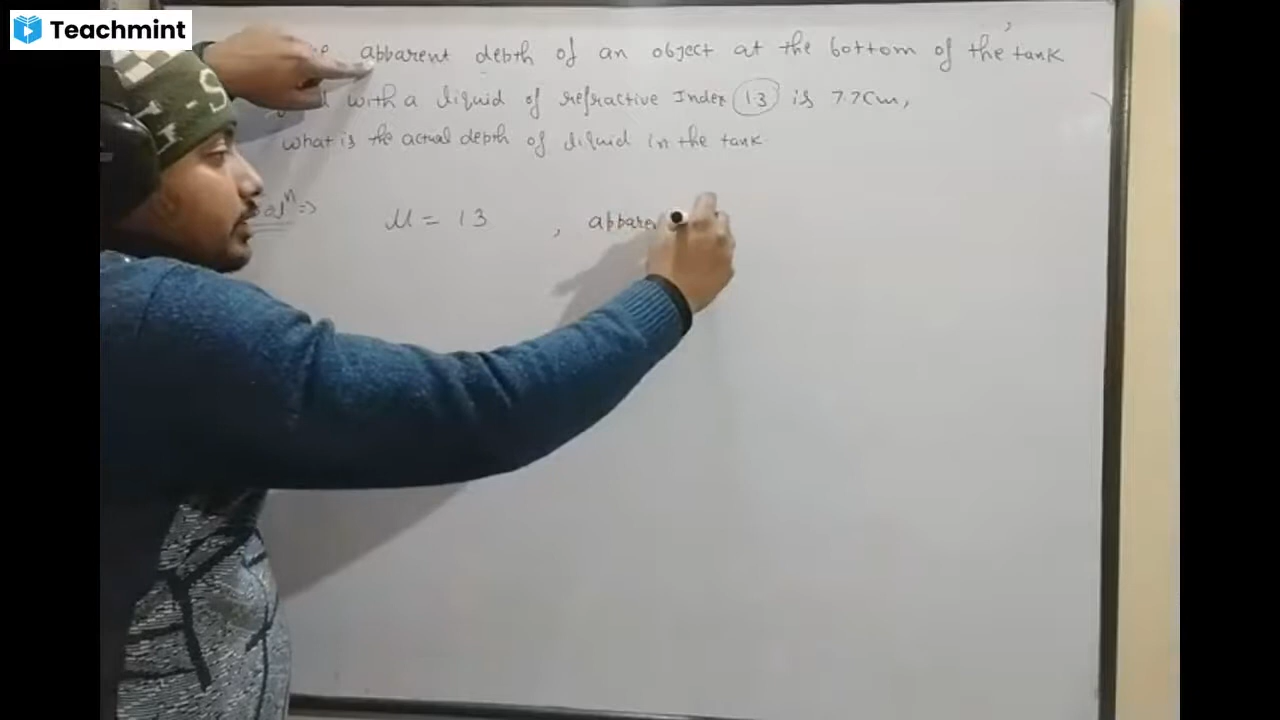 Teachmint
apparent depth of an object at the bottom of the tank
with a liquid of refractive Index 1.3 is 7.7cm,
what is the actual depth of liquid in the tank.
μ = 1.3 , appare